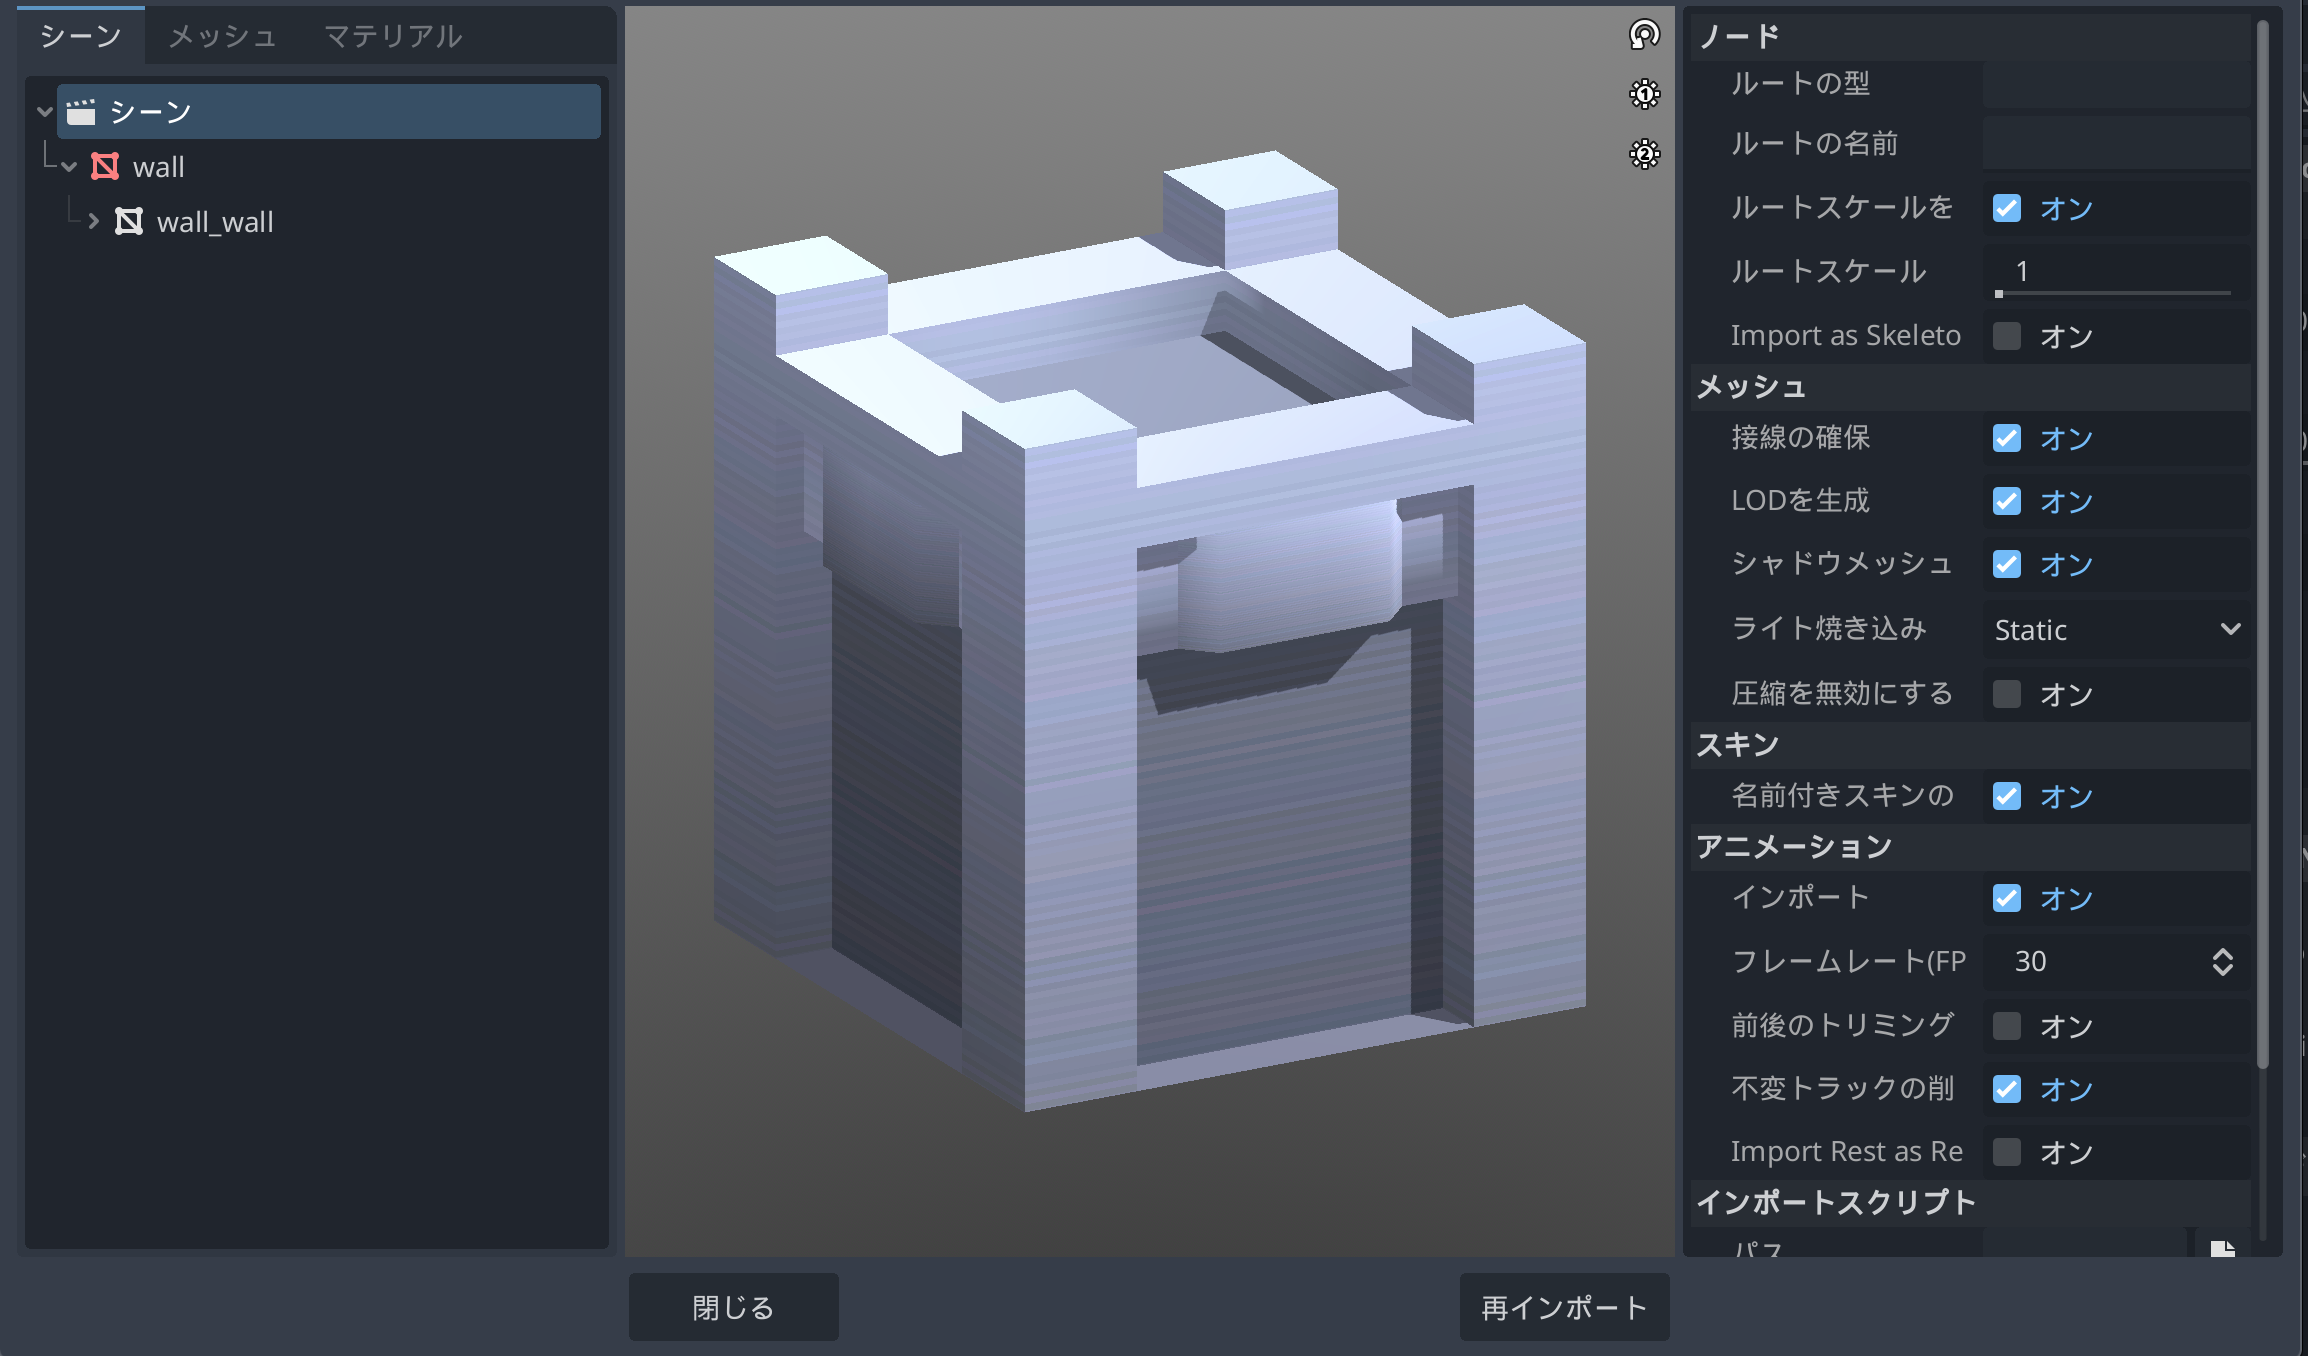 シーン
メッシュ
マテリアル
シーン
wall
wall_wall
1
2
ノード
ルートの型
ルートの名前
ルートスケールを
オン
ルートスケール
1
Import as Skeleto
オン
メッシュ
接線の確保
オン
LODを生成
オン
シャドウメッシュ
オン
ライト焼き込み
Static
圧縮を無効にする
オン
スキン
名前付きスキンの
オン
アニメーション
インポート
オン
フレームレート(FP
30
前後のトリミング
オン
不変トラックの削
オン
Import Rest as Re
オン
インポートスクリプト
パス
閉じる
再インポート